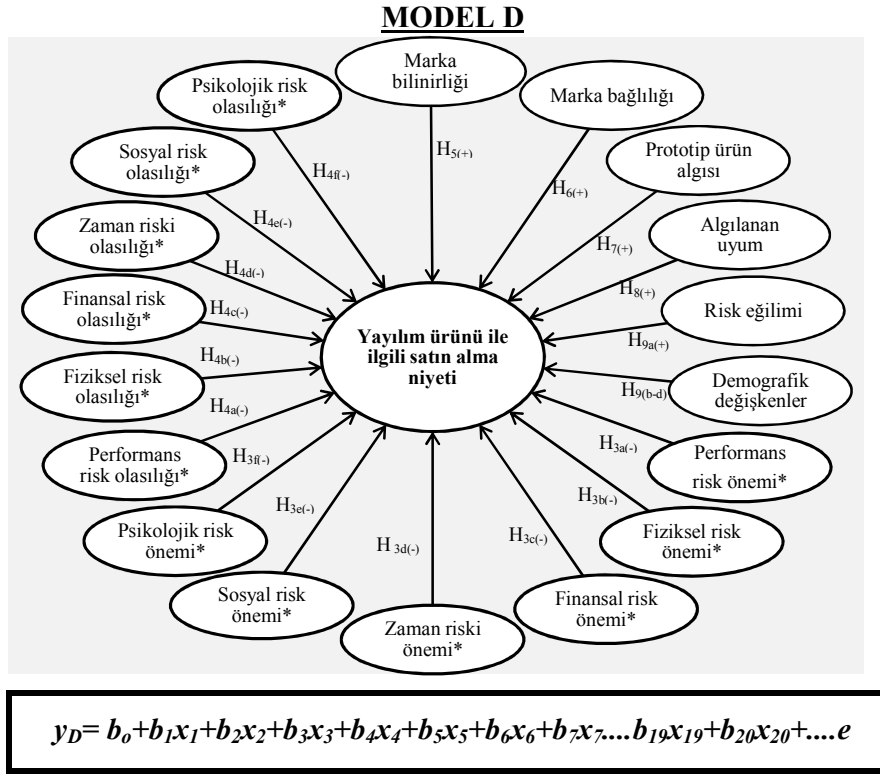 MODEL D
Marka
bilinirliği
Psikolojik risk
olasılığı*
Marka bağlılığı
Sosyal risk
olasılığı*
Prototip ürün
algısı
Zaman riski
olasılığı*
Algılanan
uyum
Finansal risk
olasılığı*
Risk eğilimi
Fiziksel risk
olasılığı*
Demografik
değişkenler
Performans
risk olasılığı*
Performans
risk önemi*
Psikolojik risk
önemi*
Fiziksel risk
önemi*
Sosyal risk
önemi*
Finansal risk
önemi*
Zaman riski
önemi*
Yayılım ürünü ile
ilgili satın alma
niyeti
H5(+)
H4f(-)
H6(+)
H4e(-)
H7(+)
H4d(-)
H8(+)
H4c(-)
H9a(+)
H4b(-)
H9(b-d)
H4a(-)
H3a(-)
H3f(-)
H3b(-)
H3e(-)
H3c(-)
H 3d(-)
yD= bo+b1x1+b2x2+b3x3+b4x4+b5x5+b6x6+b7x7....b19x19+b20x20+....e